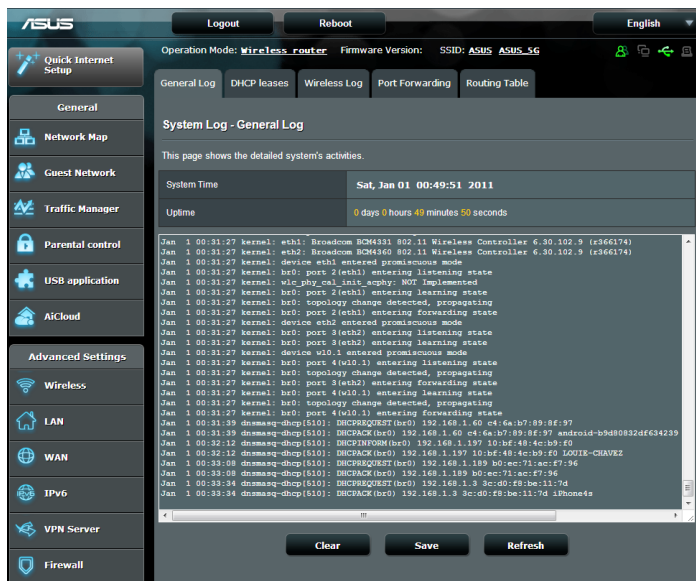 ASUS
Logout
Reboot
English
Quick Internet Setup
Operation Mode: Wireless router Firmware Version: SSID: ASUS ASUS_5G
General Log
DHCP leases
Wireless Log
Port Forwarding
Routing Table
General
Network Map
Guest Network
Traffic Manager
Parental control
USB application
AiCloud
Advanced Settings
Wireless
LAN
WAN
IPv6
VPN Server
Firewall
System Log - General Log
This page shows the detailed system's activities.
System Time Sat, Jan 01 00:49:51 2011
Uptime 0 days 0 hours 49 minutes 50 seconds
Jan 1 00:31:27 kernel: eth1: Broadcom BCM4331 802.11 Wireless Controller 6.30.102.9 (r366174)
Jan 1 00:31:27 kernel: eth2: Broadcom BCM4360 802.11 Wireless Controller 6.30.102.9 (r366174)
Jan 1 00:31:27 kernel: device eth1 entered promiscuous mode
Jan 1 00:31:27 kernel: br0: port 2(eth1) entering listening state
Jan 1 00:31:27 kernel: wlc_phy_cal_init_acphy: NOT Implemented
Jan 1 00:31:27 kernel: br0: port 2(eth1) entering learning state
Jan 1 00:31:27 kernel: br0: topology change detected, propagating
Jan 1 00:31:27 kernel: br0: port 2(eth1) entering forwarding state
Jan 1 00:31:27 kernel: device eth2 entered promiscuous mode
Jan 1 00:31:27 kernel: br0: port 3(eth2) entering listening state
Jan 1 00:31:27 kernel: br0: port 3(eth2) entering learning state
Jan 1 00:31:27 kernel: device wl0.1 entered promiscuous mode
Jan 1 00:31:27 kernel: br0: port 4(wl0.1) entering listening state
Jan 1 00:31:27 kernel: br0: topology change detected, propagating
Jan 1 00:31:27 kernel: br0: port 3(eth2) entering forwarding state
Jan 1 00:31:27 kernel: br0: port 4(wl0.1) entering learning state
Jan 1 00:31:27 kernel: br0: topology change detected, propagating
Jan 1 00:31:27 kernel: br0: port 4(wl0.1) entering forwarding state
Jan 1 00:31:39 dnsmasq-dhcp[510]: DHCPREQUEST(br0) 192.168.1.60 c4:6a:b7:89:8f:97
Jan 1 00:31:39 dnsmasq-dhcp[510]: DHCPACK(br0) 192.168.1.60 c4:6a:b7:89:8f:97 android-b9d80832df634239
Jan 1 00:32:12 dnsmasq-dhcp[510]: DHCPINFORM(br0) 192.168.1.197 10:bf:48:4c:b9:f0
Jan 1 00:32:12 dnsmasq-dhcp[510]: DHCPACK(br0) 192.168.1.197 10:bf:48:4c:b9:f0 LOUIE-CHAVEZ
Jan 1 00:33:08 dnsmasq-dhcp[510]: DHCPREQUEST(br0) 192.168.1.189 b0:ec:71:ac:f7:96
Jan 1 00:33:08 dnsmasq-dhcp[510]: DHCPACK(br0) 192.168.1.189 b0:ec:71:ac:f7:96
Jan 1 00:33:34 dnsmasq-dhcp[510]: DHCPREQUEST(br0) 192.168.1.3 3c:d0:f8:be:11:7d
Jan 1 00:33:34 dnsmasq-dhcp[510]: DHCPACK(br0) 192.168.1.3 3c:d0:f8:be:11:7d iPhone4s
Clear
Save
Refresh